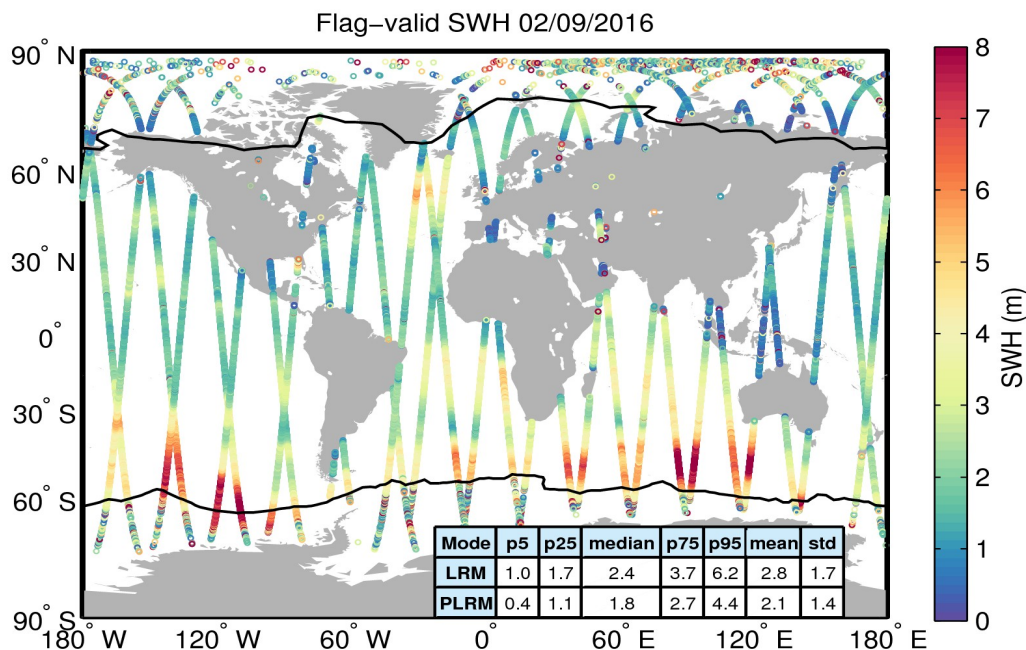 Flag−valid SWH 02/09/2016
90° N
60° N
30° N
0°
30° S
60° S
90° S
180° W
120° W
60° W
0°
60° E
120° E
180° E
8
7
6
5
4
3
2
1
0
SWH (m)
Mode p5 p25 median p75 p95 mean std
LRM 1.0 1.7 2.4 3.7 6.2 2.8 1.7
PLRM 0.4 1.1 1.8 2.7 4.4 2.1 1.4